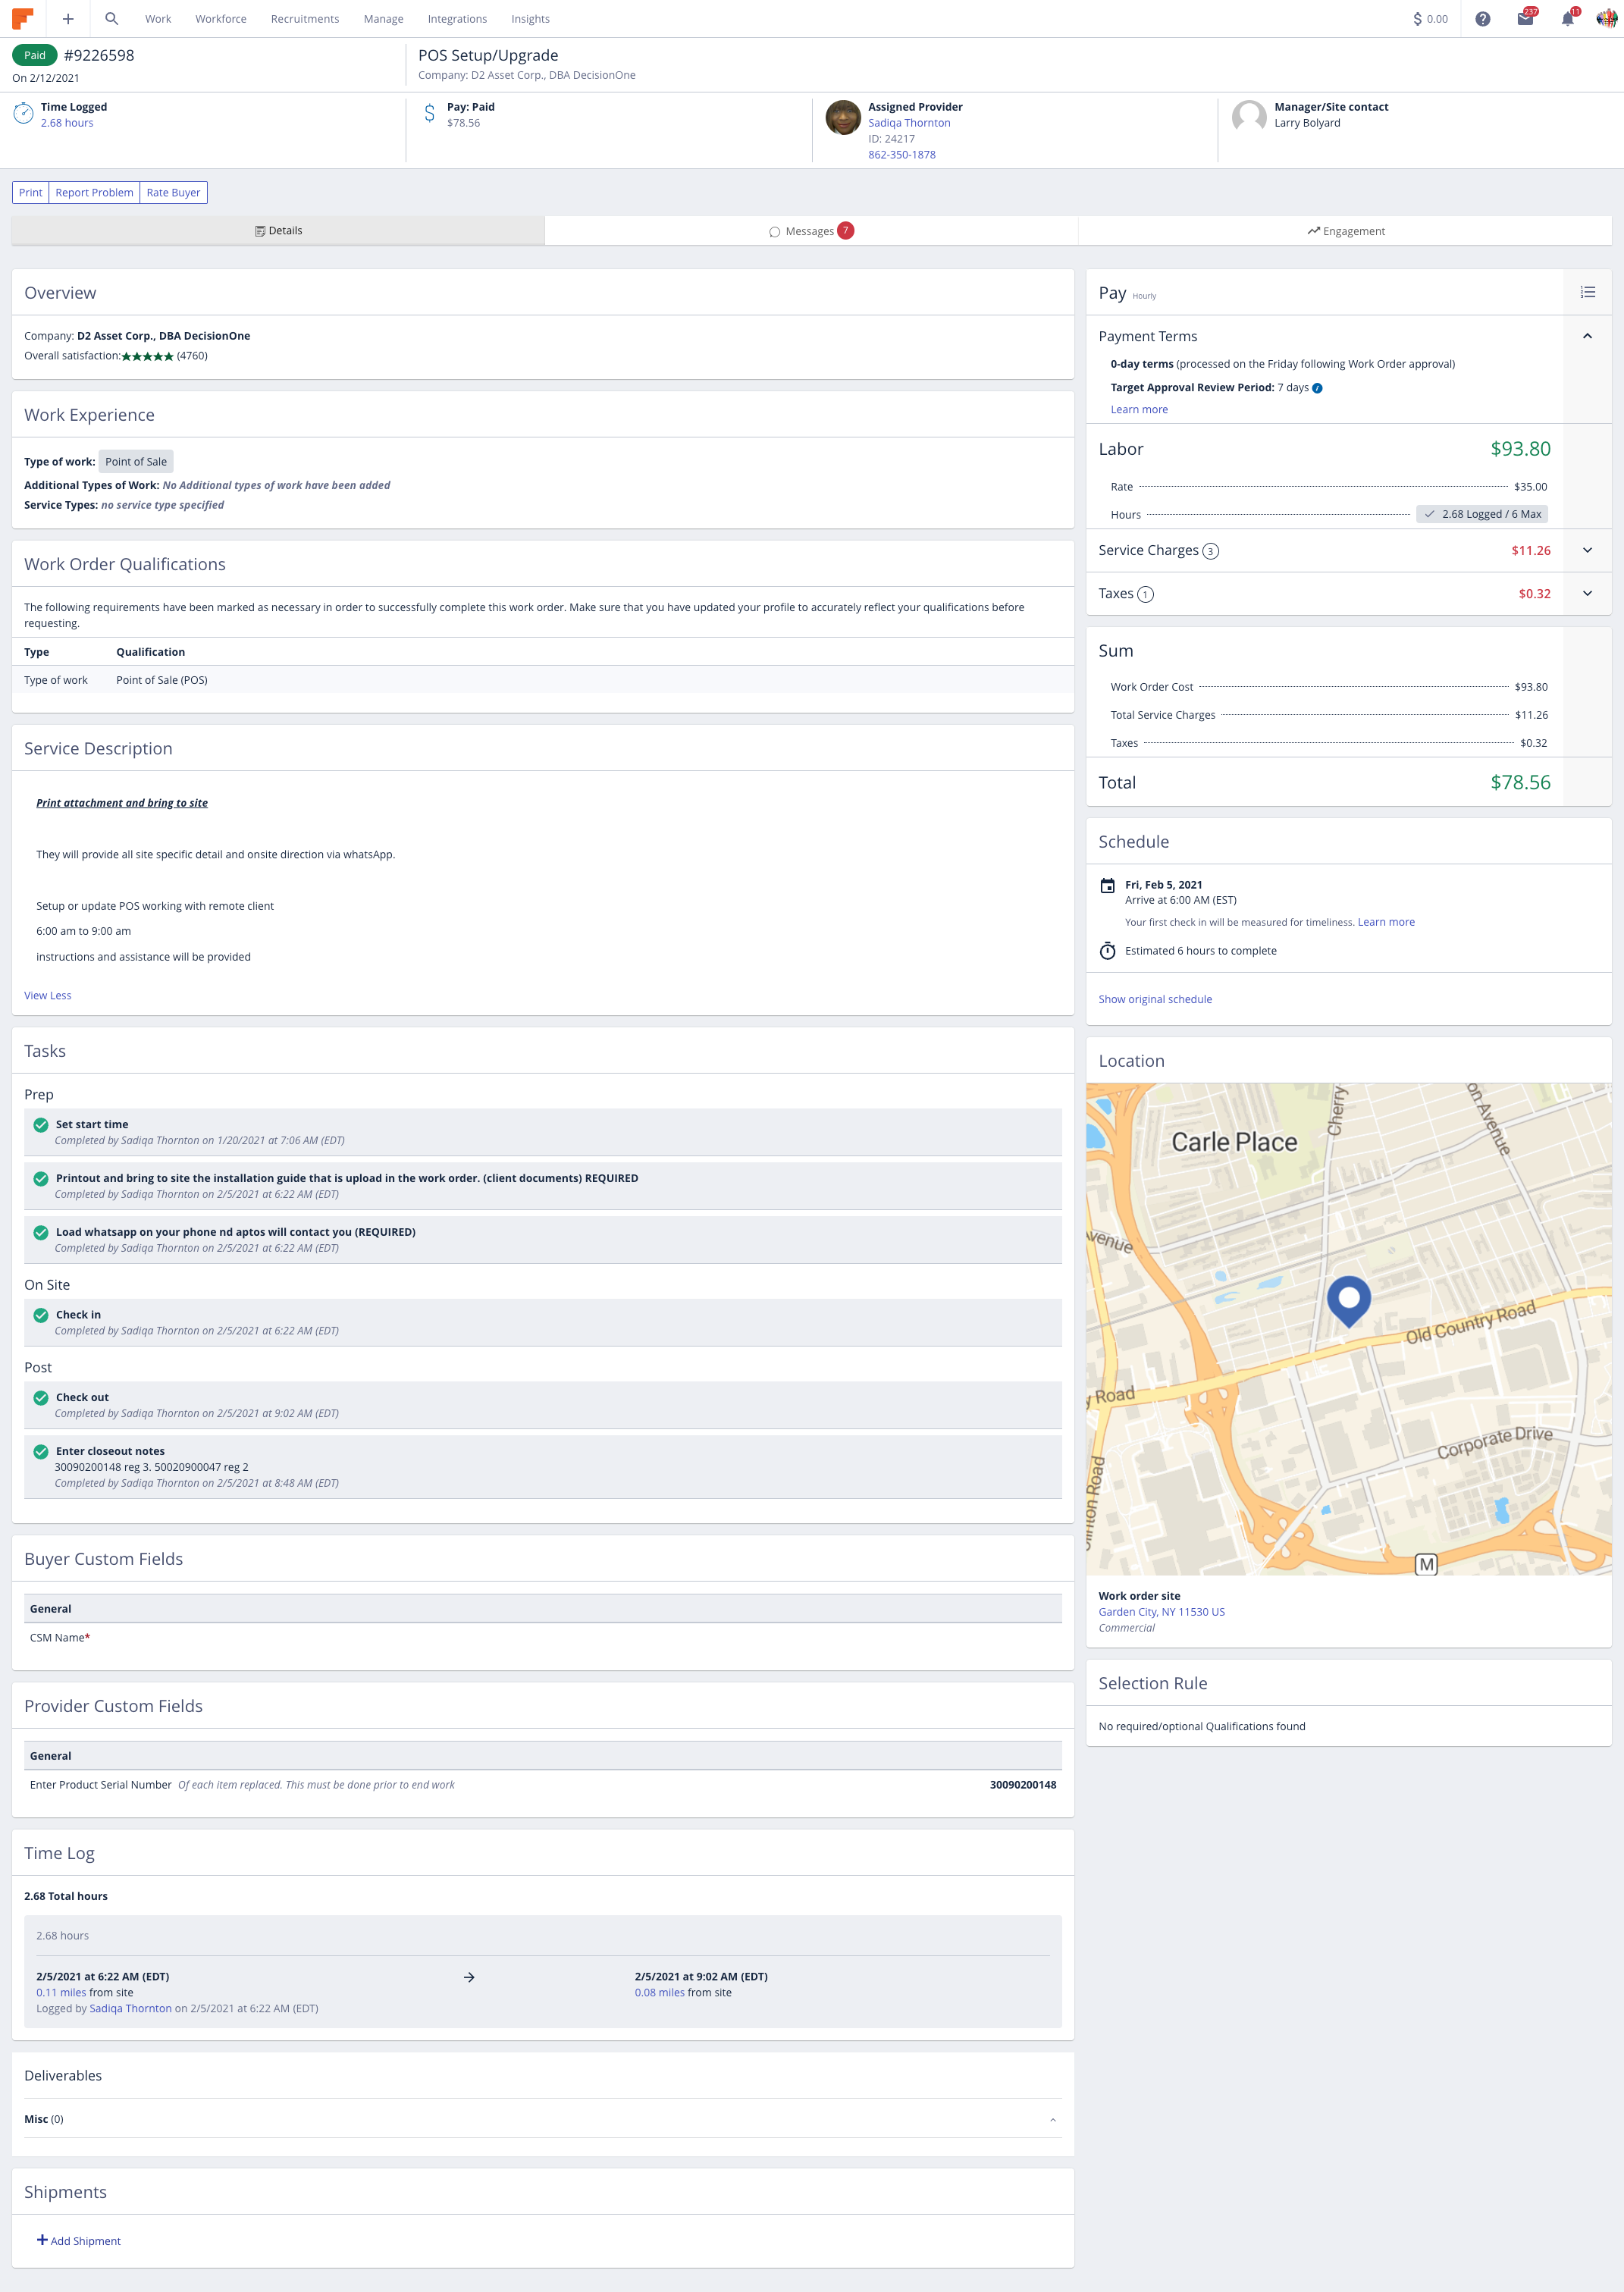 Work Workforce Recruitments Manage Integrations Insights
0.00 237 11
Paid #9226598
On 2/12/2021
POS Setup/Upgrade
Company: D2 Asset Corp., DBA DecisionOne
Time Logged
2.68 hours
Pay: Paid
$78.56
Assigned Provider
Sadiqa Thornton
ID: 24217
862-350-1878
Manager/Site contact
Larry Bolyard
Print Report Problem Rate Buyer
Details Messages 7 Engagement
Overview
Company: D2 Asset Corp., DBA DecisionOne
Overall satisfaction:★★★★★ (4760)
Work Experience
Type of work: Point of Sale
Additional Types of Work: No Additional types of work have been added
Service Types: no service type specified
Work Order Qualifications
The following requirements have been marked as necessary in order to successfully complete this work order. Make sure that you have updated your profile to accurately reflect your qualifications before
requesting.
Type Qualification
Type of work Point of Sale (POS)
Service Description
Print attachment and bring to site
They will provide all site specific detail and onsite direction via whatsApp.
Setup or update POS working with remote client
6:00 am to 9:00 am
instructions and assistance will be provided
View Less
Tasks
Prep
Set start time
Completed by Sadiqa Thornton on 1/20/2021 at 7:06 AM (EDT)
Printout and bring to site the installation guide that is upload in the work order. (client documents) REQUIRED
Completed by Sadiqa Thornton on 2/5/2021 at 6:22 AM (EDT)
Load whatsapp on your phone nd aptos will contact you (REQUIRED)
Completed by Sadiqa Thornton on 2/5/2021 at 6:22 AM (EDT)
On Site
Check in
Completed by Sadiqa Thornton on 2/5/2021 at 6:22 AM (EDT)
Post
Check out
Completed by Sadiqa Thornton on 2/5/2021 at 9:02 AM (EDT)
Enter closeout notes
30090200148 reg 3. 50020900047 reg 2
Completed by Sadiqa Thornton on 2/5/2021 at 8:48 AM (EDT)
Buyer Custom Fields
General
CSM Name*
Provider Custom Fields
General
Enter Product Serial Number Of each item replaced. This must be done prior to end work 30090200148
Time Log
2.68 Total hours
2.68 hours
2/5/2021 at 6:22 AM (EDT) → 2/5/2021 at 9:02 AM (EDT)
0.11 miles from site 0.08 miles from site
Logged by Sadiqa Thornton on 2/5/2021 at 6:22 AM (EDT)
Deliverables
Misc (0)
Shipments
+ Add Shipment
Pay Hourly
Payment Terms
0-day terms (processed on the Friday following Work Order approval)
Target Approval Review Period: 7 days
Learn more
Labor $93.80
Rate $35.00
Hours 2.68 Logged / 6 Max
Service Charges 3 $11.26
Taxes 1 $0.32
Sum
Work Order Cost $93.80
Total Service Charges $11.26
Taxes $0.32
Total $78.56
Schedule
Fri, Feb 5, 2021
Arrive at 6:00 AM (EST)
Your first check in will be measured for timeliness. Learn more
Estimated 6 hours to complete
Show original schedule
Location
Carle Place
Cherry
on Avenue
venue
Old Country Road
y Road
Corporate Drive
inton Road
M
Work order site
Garden City, NY 11530 US
Commercial
Selection Rule
No required/optional Qualifications found